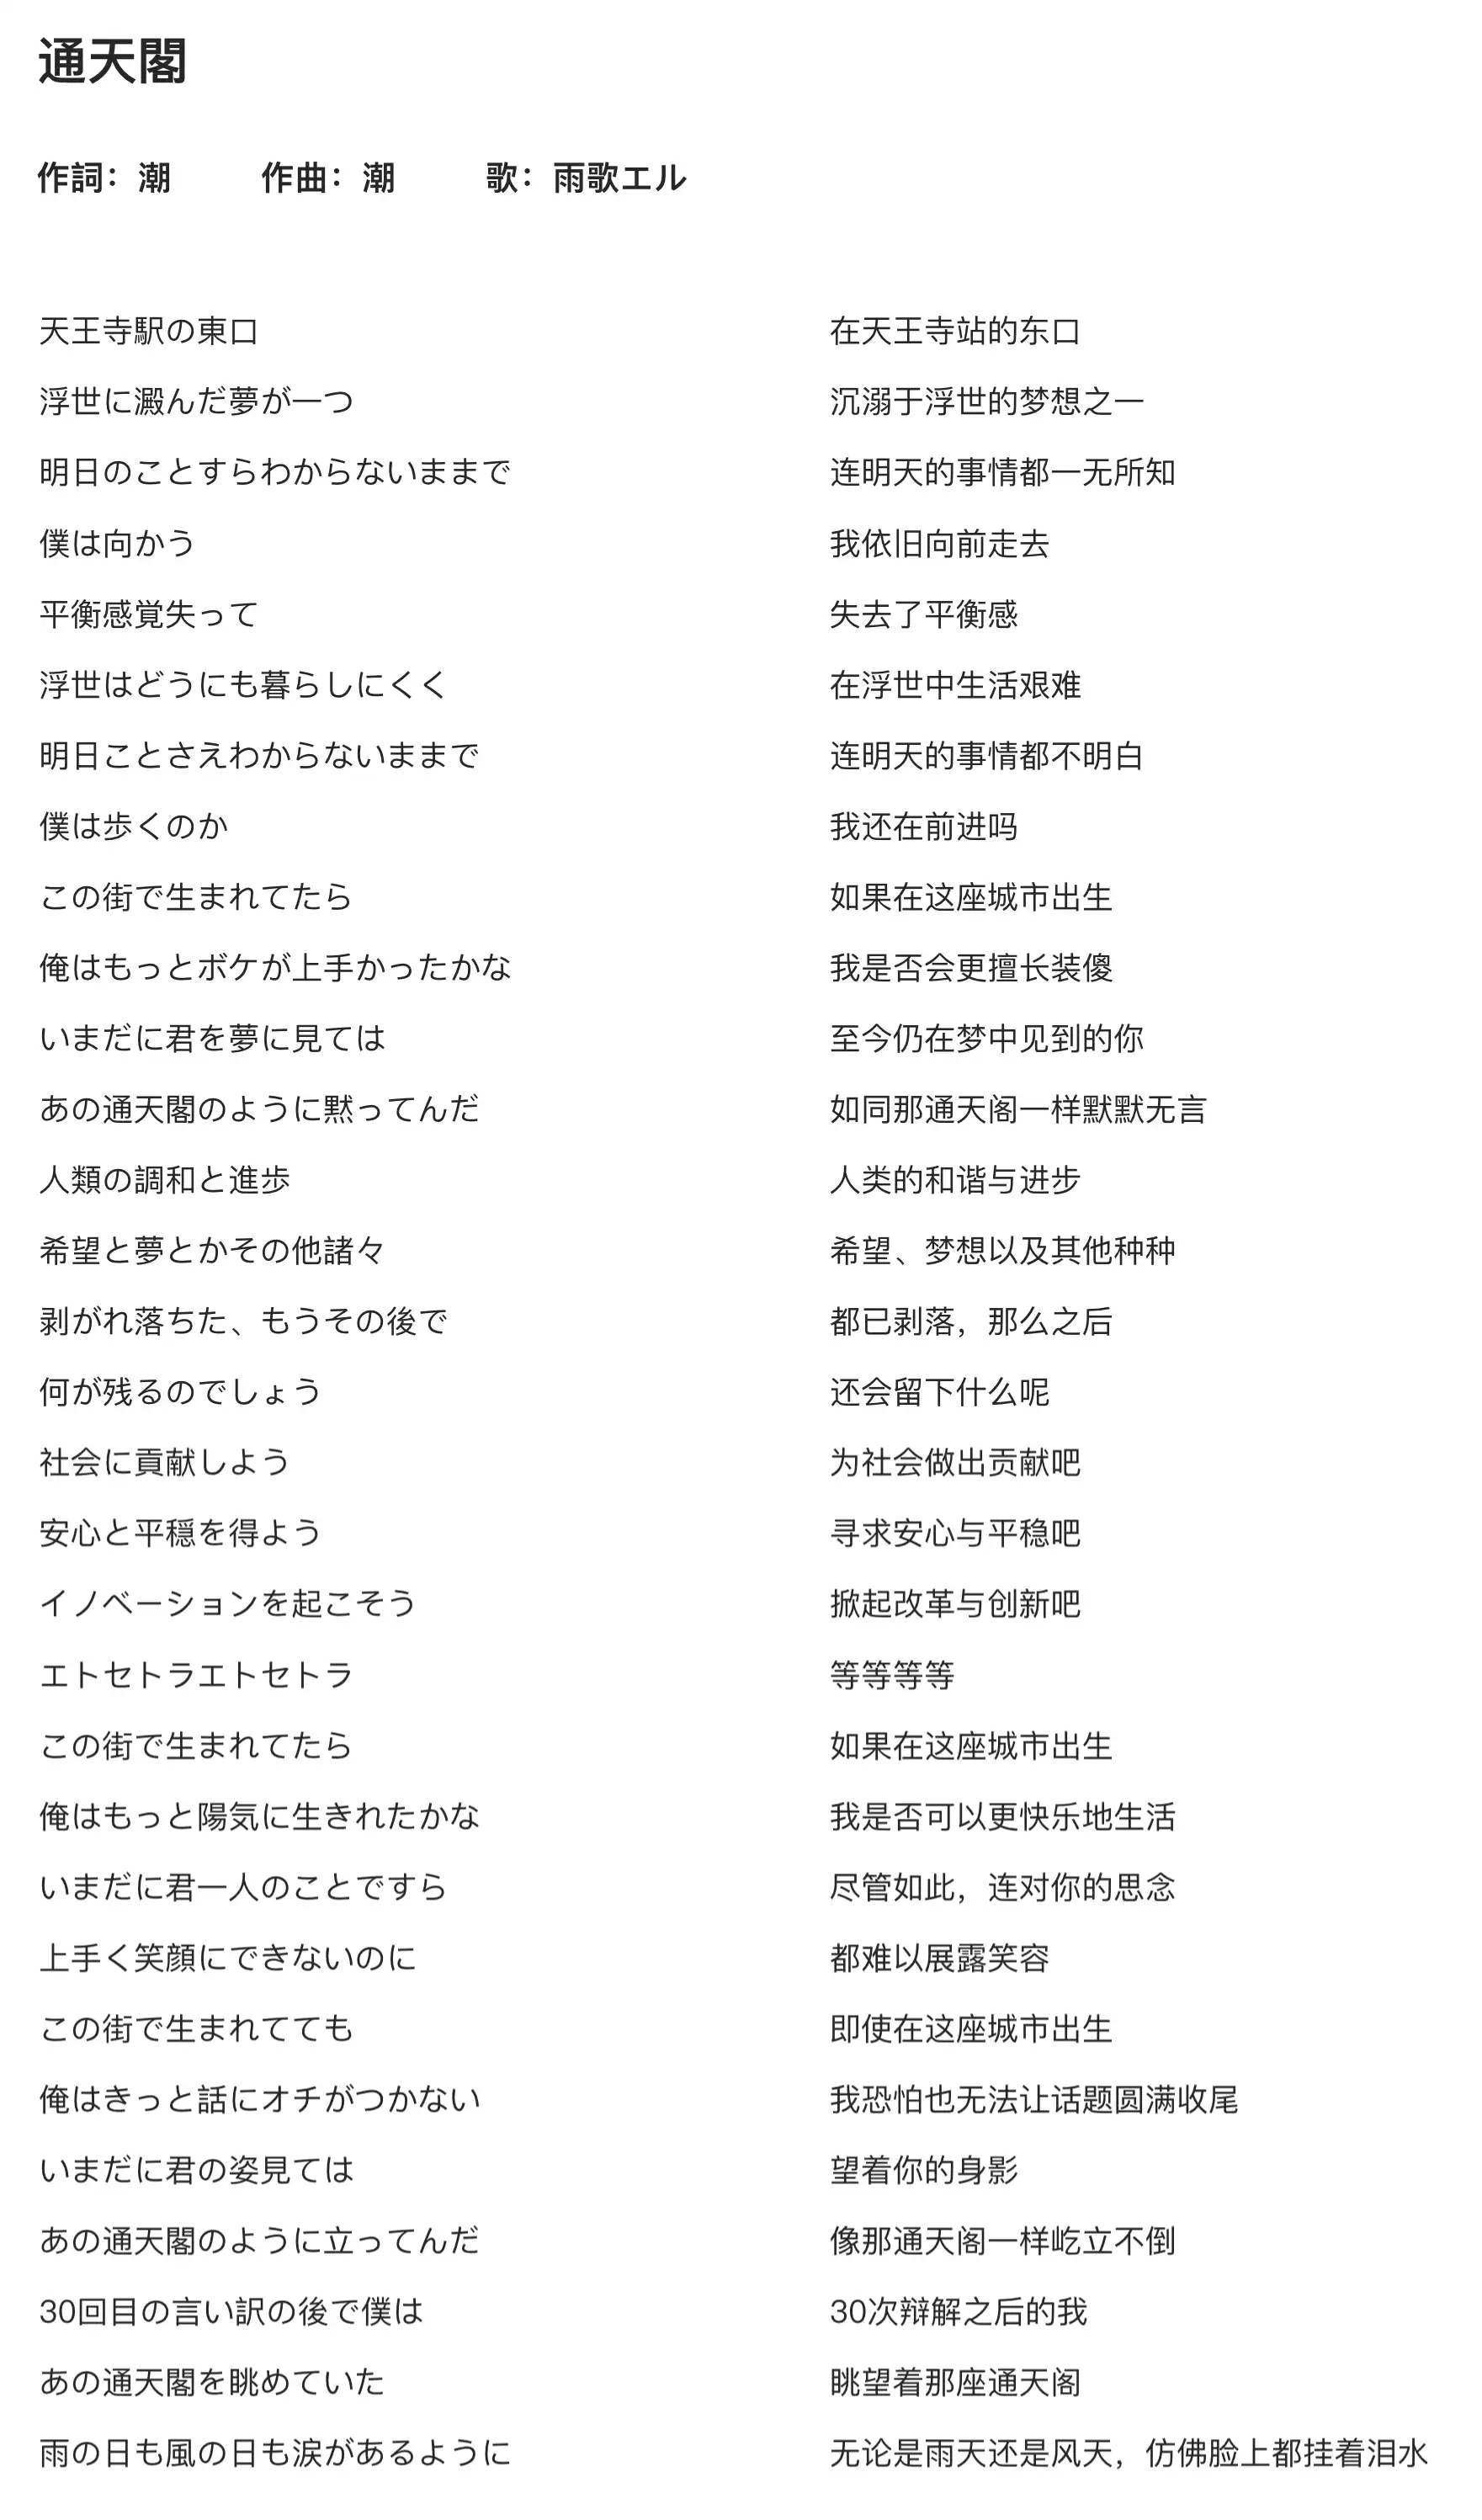 通天閣
作詞：潮 作曲：潮 歌：雨歌エル
天王寺駅の東口 在天王寺站的东口
浮世に澱んだ夢が一つ 沉溺于浮世的梦想之一
明日のことすらわからないままで 连明天的事情都一无所知
僕は向かう 我依旧向前走去
平衡感覚失って 失去了平衡感
浮世はどうにも暮らしにくく 在浮世中生活艰难
明日ことさえわからないままで 连明天的事情都不明白
僕は歩くのか 我还在前进吗
この街で生まれてたら 如果在这座城市出生
俺はもっとボケが上手かったかな 我是否会更擅长装傻
いまだに君を夢に見ては 至今仍在梦中见到的你
あの通天閣のように黙ってんだ 如同那通天阁一样默默无言
人類の調和と進歩 人类的和谐与进步
希望と夢とかその他諸々 希望、梦想以及其他种种
剥がれ落ちた、もうその後で 都已剥落，那么之后
何が残るのでしょう 还会留下什么呢
社会に貢献しよう 为社会做出贡献吧
安心と平穏を得よう 寻求安心与平稳吧
イノベーションを起こそう 掀起改革与创新吧
エトセトラエトセトラ 等等等等
この街で生まれてたら 如果在这座城市出生
俺はもっと陽気に生きれたかな 我是否可以更快乐地生活
いまだに君一人のことですら 尽管如此，连对你的思念
上手く笑顔にできないのに 都难以展露笑容
この街で生まれてても 即使在这座城市出生
俺はきっと話にオチがつかない 我恐怕也无法让话题圆满收尾
いまだに君の姿見ては 望着你的身影
あの通天閣のように立ってんだ 像那通天阁一样屹立不倒
30回目の言い訳の後で僕は 30次辩解之后的我
あの通天閣を眺めていた 眺望着那座通天阁
雨の日も風の日も涙があるように 无论是雨天还是风天，仿佛脸上都挂着泪水